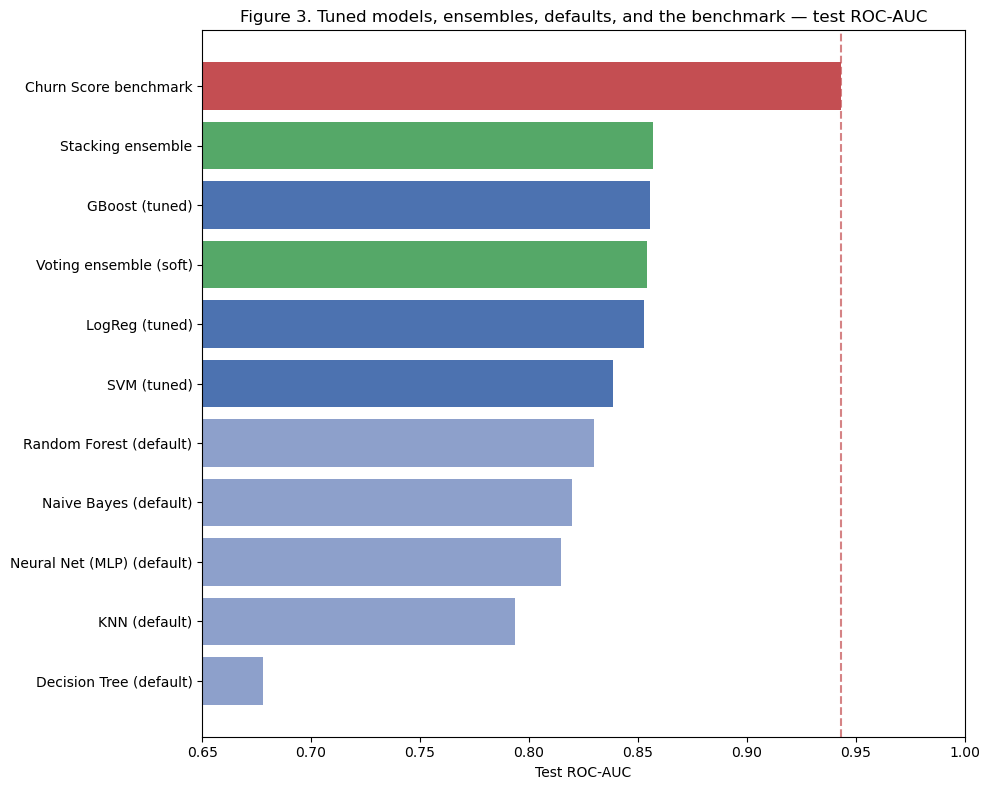 Figure 3. Tuned models, ensembles, defaults, and the benchmark — test ROC-AUC
Churn Score benchmark
Stacking ensemble
GBoost (tuned)
Voting ensemble (soft)
LogReg (tuned)
SVM (tuned)
Random Forest (default)
Naive Bayes (default)
Neural Net (MLP) (default)
KNN (default)
Decision Tree (default)
0.65 0.70 0.75 0.80 0.85 0.90 0.95 1.00
Test ROC-AUC